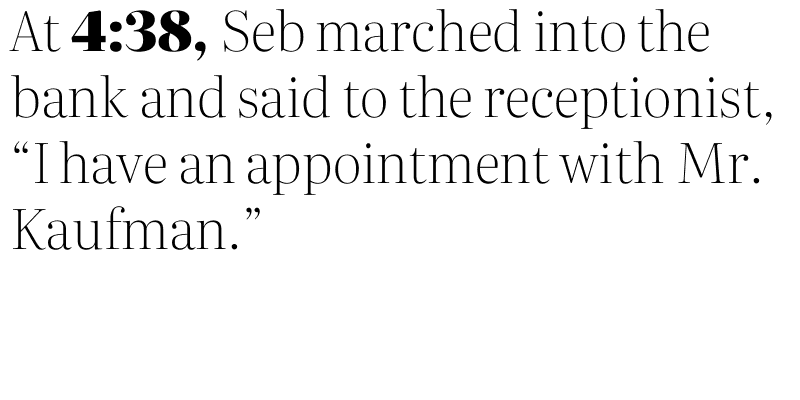 At 4:38, Seb marched into the
bank and said to the receptionist,
“I have an appointment with Mr.
Kaufman.”